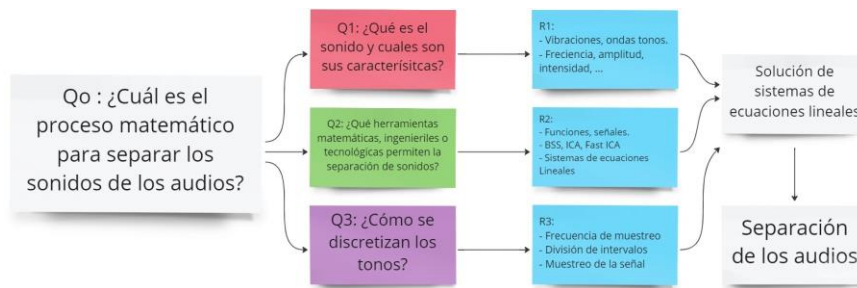 Qo : ¿Cuál es el
proceso matemático
para separar los
sonidos de los audios?
Q1: ¿Qué es el
sonido y cuales son
sus caracterísitcas?
R1:
- Vibraciones, ondas tonos.
- Freciencia, amplitud,
intensidad, ...
Q2: ¿Qué herramientas
matemáticas, ingenieriles o
tecnológicas permiten la
separación de sonidos?
R2:
- Funciones, señales.
- BSS, ICA, Fast ICA
- Sistemas de ecuaciones
Lineales
Q3: ¿Cómo se
discretizan los
tonos?
R3:
- Frecuencia de muestreo
- División de intervalos
- Muestreo de la señal
Solución de
sistemas de
ecuaciones lineales
Separación
de los audios